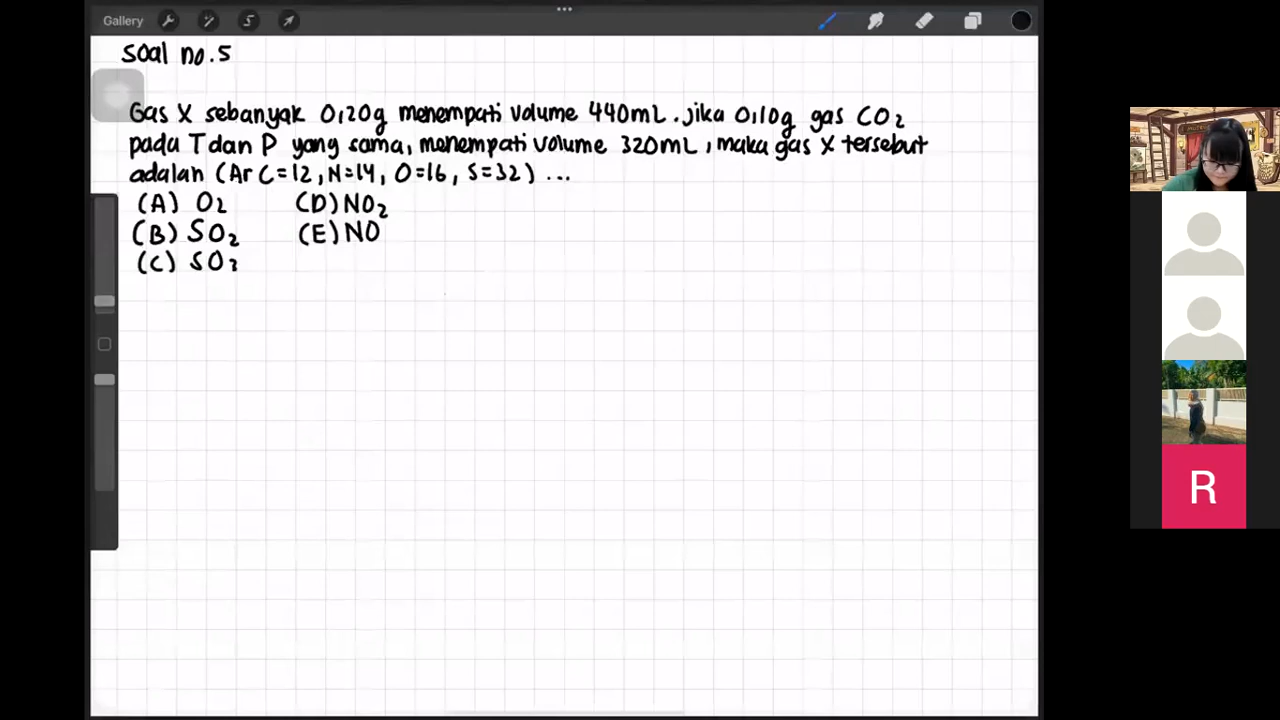 Gallery
Soal no.5
Gas X sebanyak 0,20g menempati volume 440mL. jika 0,10g gas CO₂
pada T dan P yang sama, menempati volume 320mL, maka gas X tersebut
adalah (Ar C=12, N=14, O=16, S=32) ...
(A) O₂ (D) NO₂
(B) SO₂ (E) NO
(C) SO₃
R